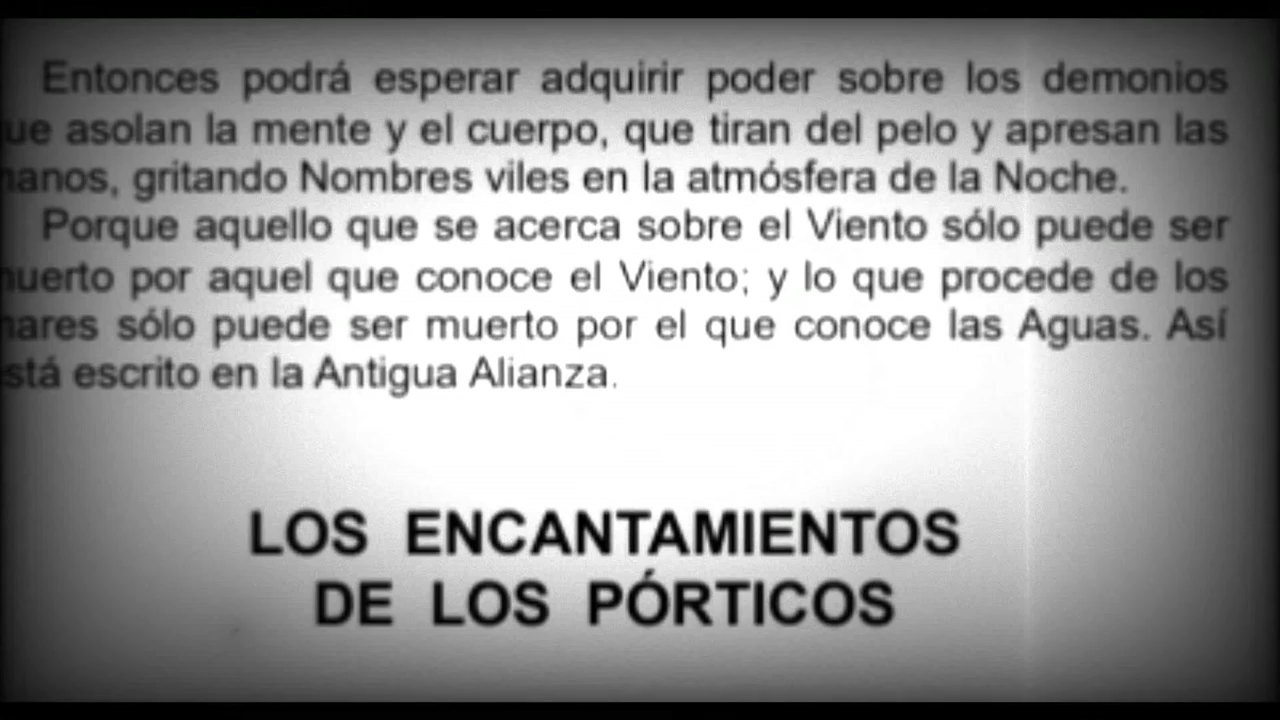 Entonces podrá esperar adquirir poder sobre los demonios
ue asolan la mente y el cuerpo, que tiran del pelo y apresan las
anos, gritando Nombres viles en la atmósfera de la Noche.
Porque aquello que se acerca sobre el Viento sólo puede ser
uerto por aquel que conoce el Viento; y lo que procede de los
ares sólo puede ser muerto por el que conoce las Aguas. Así
stá escrito en la Antigua Alianza.
LOS ENCANTAMIENTOS
DE LOS PÓRTICOS